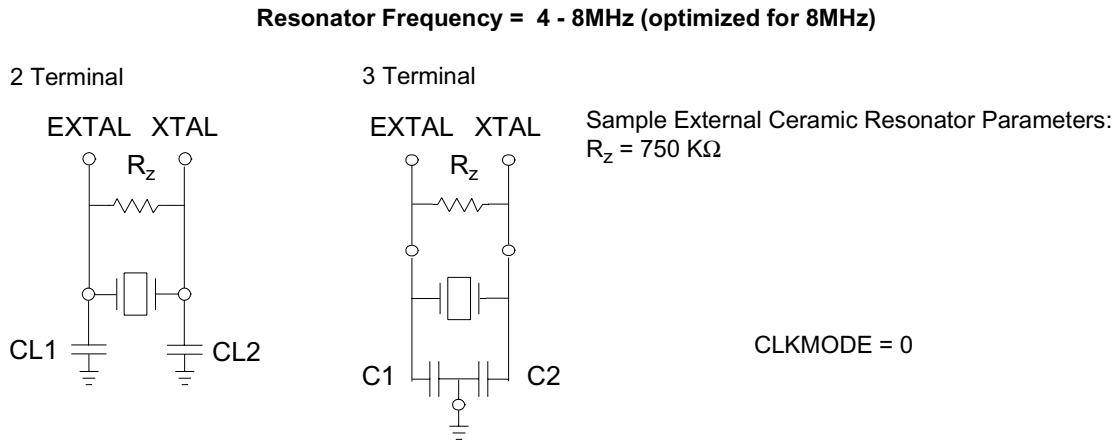 Resonator Frequency = 4 - 8MHz (optimized for 8MHz)
2 Terminal
EXTAL XTAL
Rz
CL1
CL2
3 Terminal
EXTAL XTAL
Rz
C1
C2
Sample External Ceramic Resonator Parameters:
Rz = 750 KΩ
CLKMODE = 0